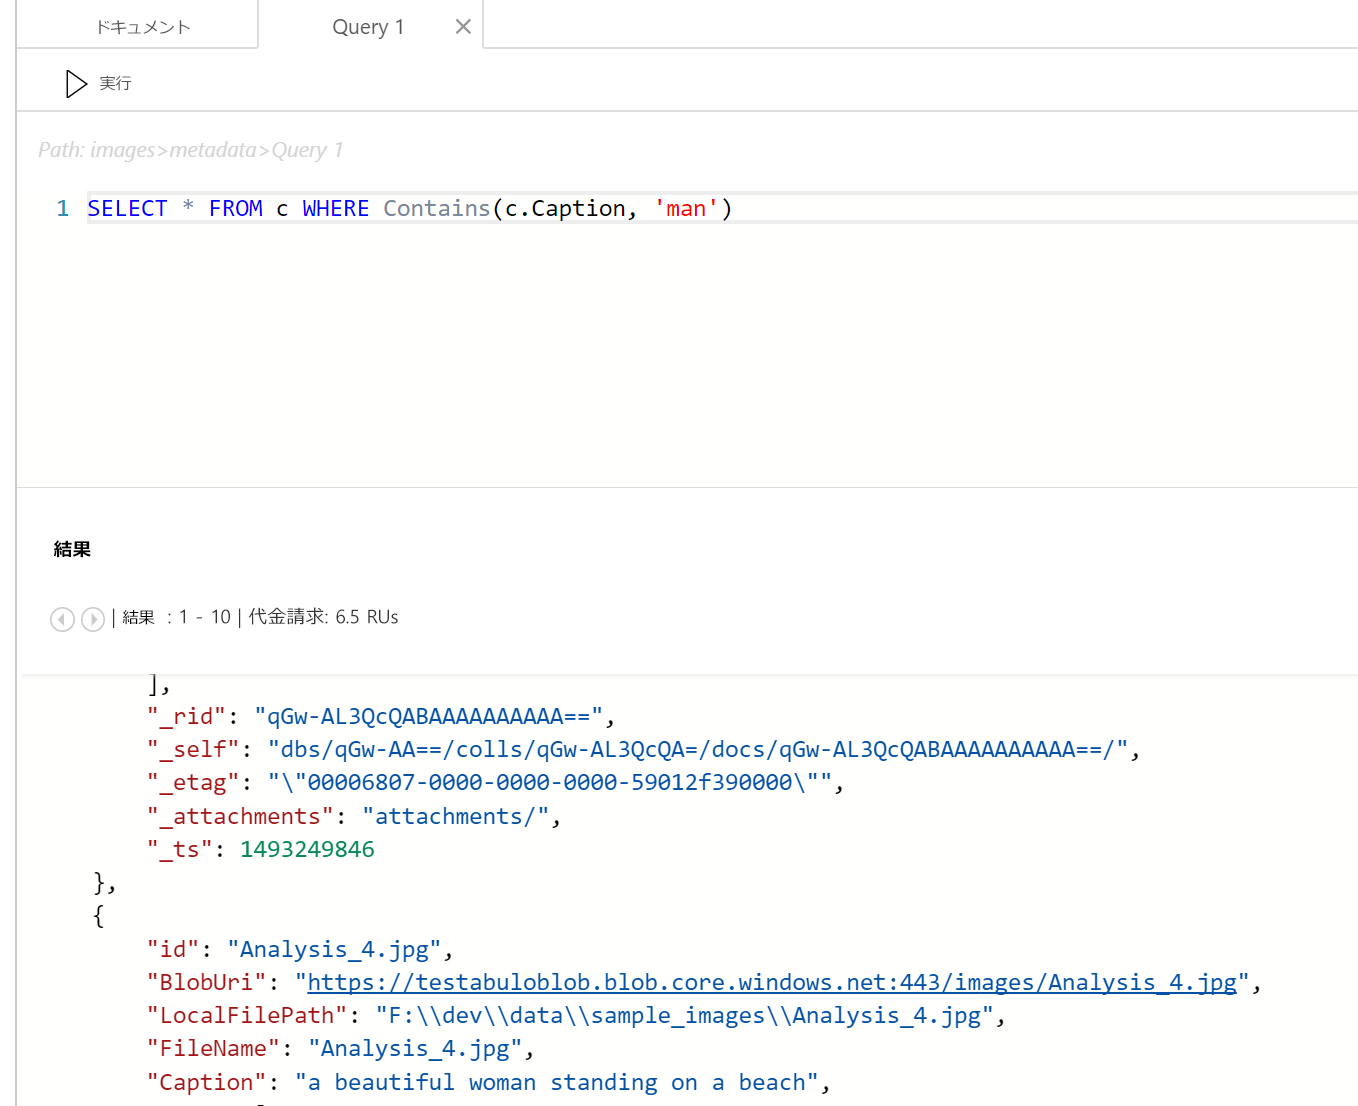 ドキュメント
Query 1 ×
実行
Path: images>metadata>Query 1
1 SELECT * FROM c WHERE Contains(c.Caption, 'man')
結果
| 結果 : 1 - 10 | 代金請求: 6.5 RUs
],
"_rid": "qGw-AL3QcQABAAAAAAAAAA==",
"_self": "dbs/qGw-AA==/colls/qGw-AL3QcQA=/docs/qGw-AL3QcQABAAAAAAAAAA==/",
"_etag": "\"00006807-0000-0000-0000-59012f390000\"",
"_attachments": "attachments/",
"_ts": 1493249846
},
{
"id": "Analysis_4.jpg",
"BlobUri": "https://testabuloblob.blob.core.windows.net:443/images/Analysis_4.jpg",
"LocalFilePath": "F:\\dev\\data\\sample_images\\Analysis_4.jpg",
"FileName": "Analysis_4.jpg",
"Caption": "a beautiful woman standing on a beach",